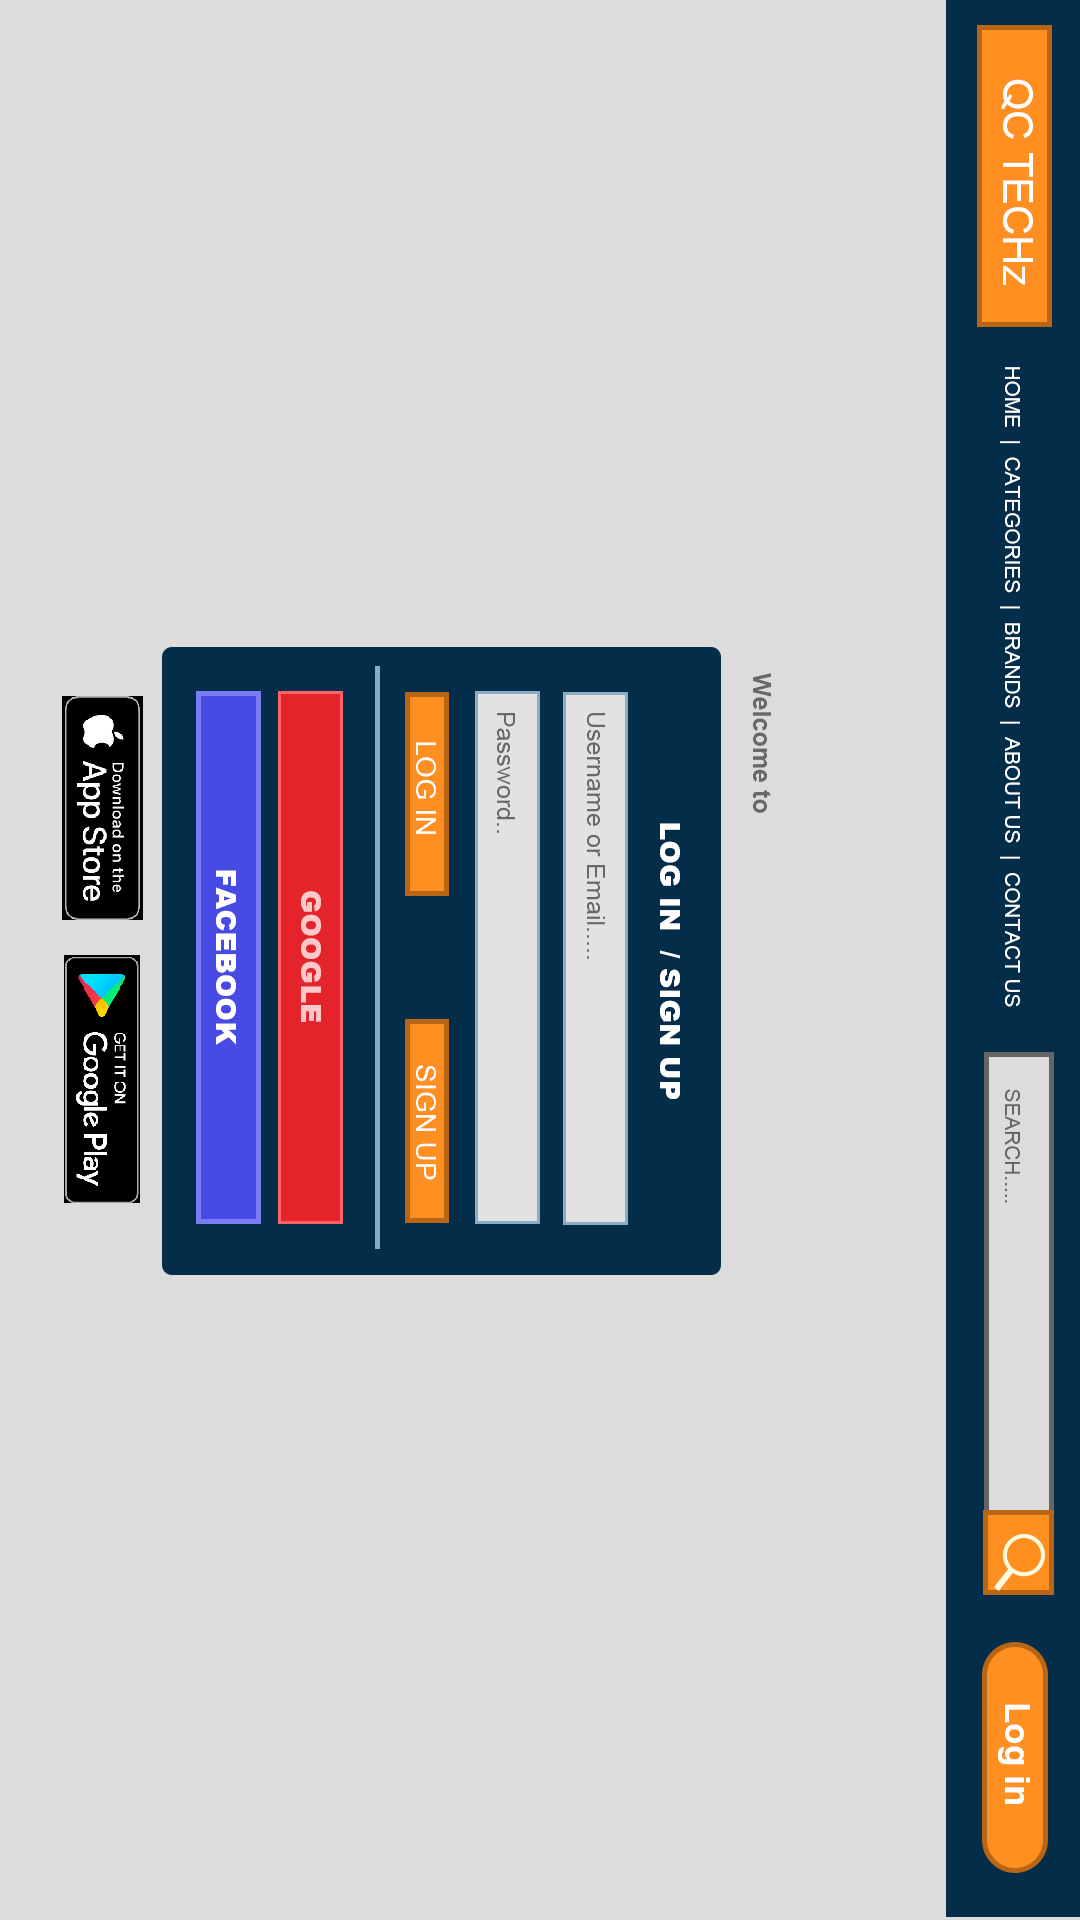 QC TECHz
HOME | CATEGORIES | BRANDS | ABOUT US | CONTACT US
SEARCH.....
Log in
Welcome to
LOG IN / SIGN UP
Username or Email.....
Password..
LOG IN
SIGN UP
GOOGLE
FACEBOOK
Download on the
App Store
GET IT ON
Google Play